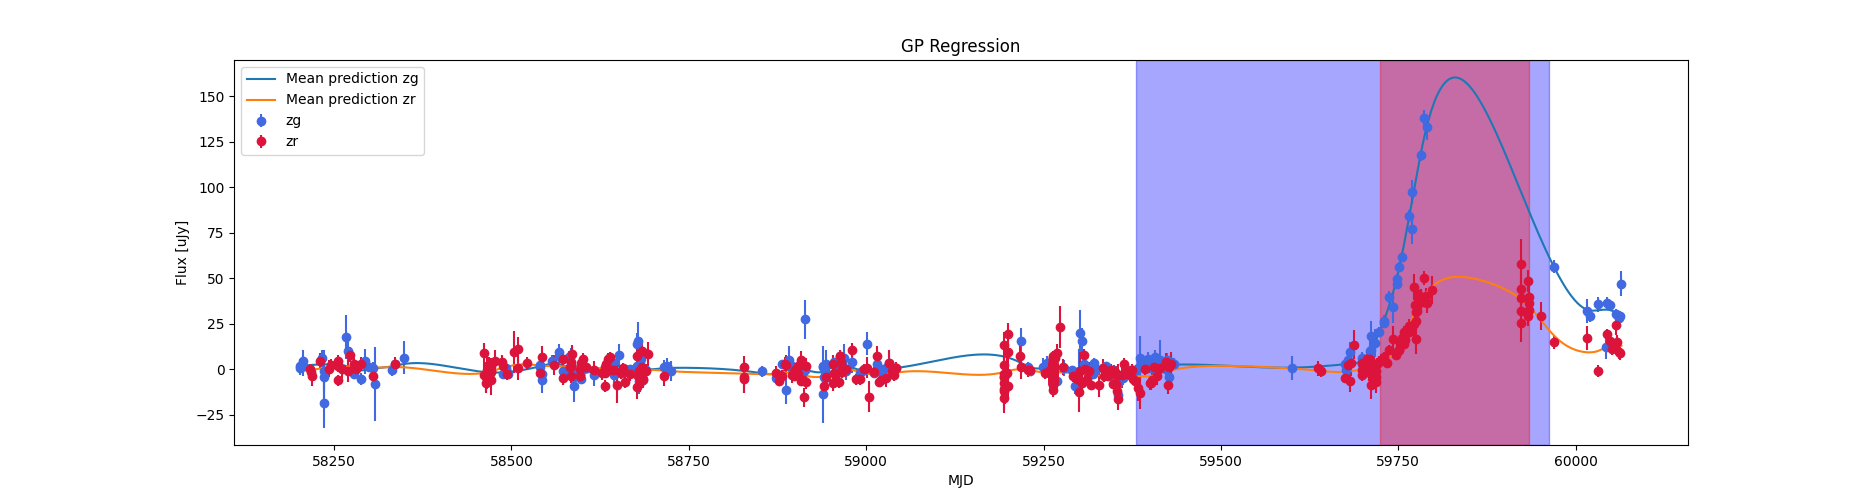 GP Regression
Mean prediction zg
Mean prediction zr
zg
zr
Flux [uJy]
150
125
100
75
50
25
0
−25
58250 58500 58750 59000 59250 59500 59750 60000
MJD